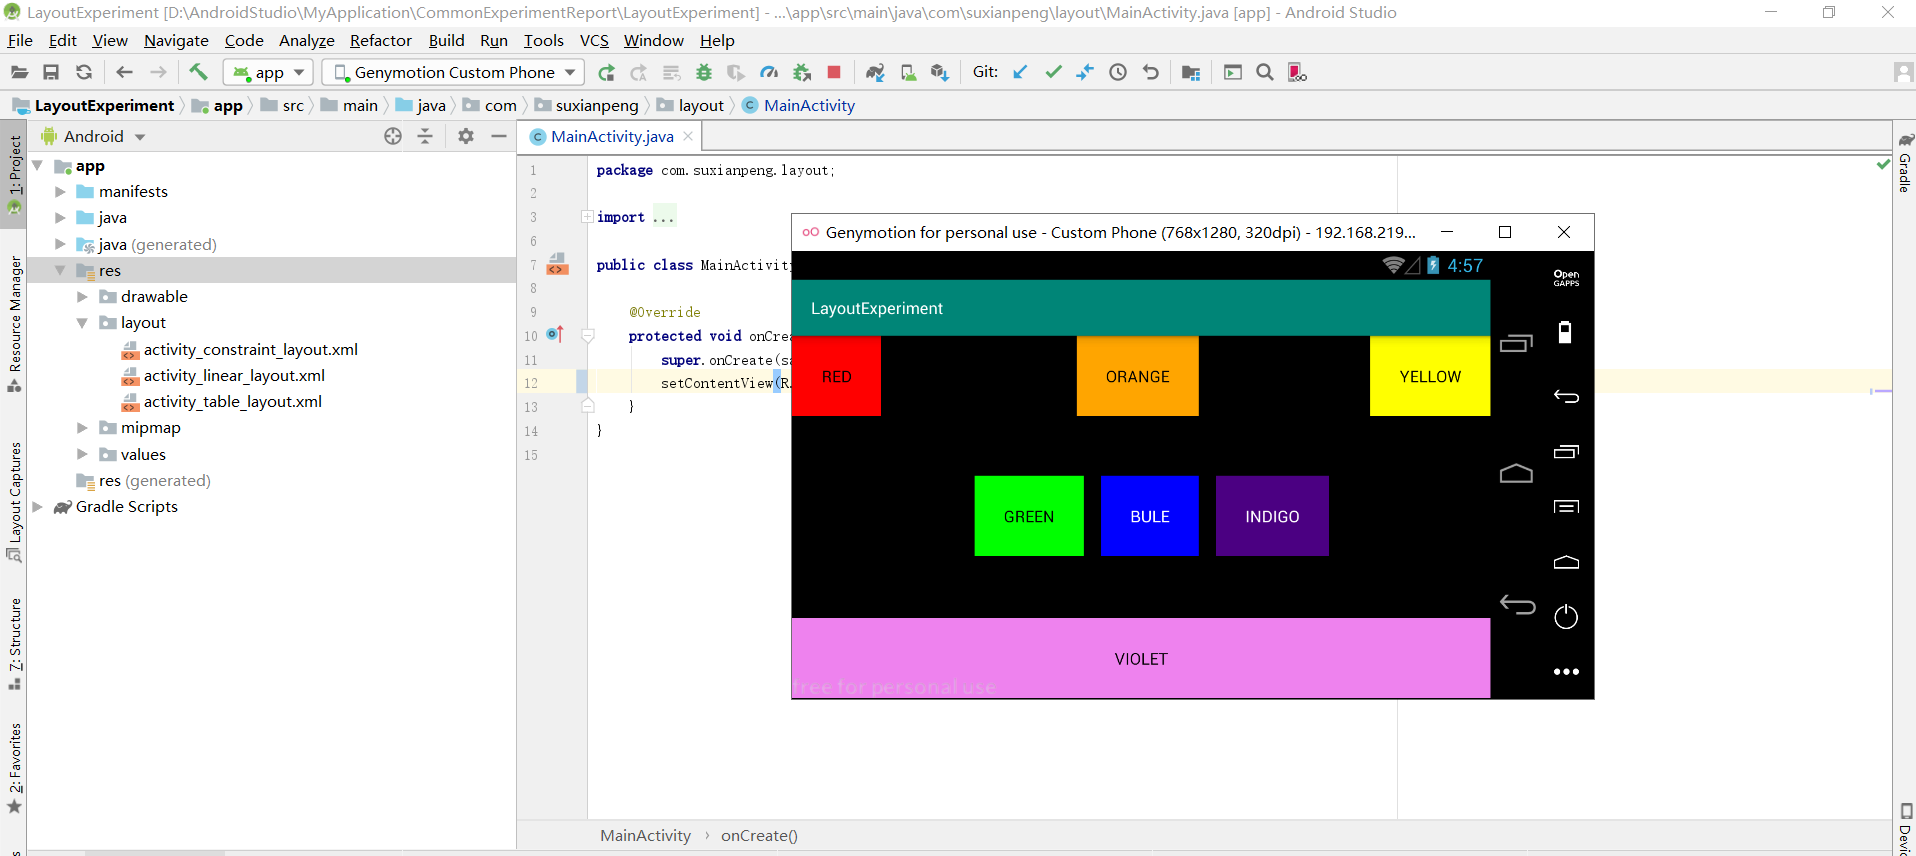 LayoutExperiment [D:\AndroidStudio\MyApplication\CommonExperimentReport\LayoutExperiment] - ...\app\src\main\java\com\suxianpeng\layout\MainActivity.java [app] - Android Studio
File Edit View Navigate Code Analyze Refactor Build Run Tools VCS Window Help
app Genymotion Custom Phone Git:
LayoutExperiment app src main java com suxianpeng layout MainActivity
Android
MainActivity.java
1: Project
Resource Manager
Layout Captures
7: Structure
2: Favorites
app
manifests
java
java (generated)
res
drawable
layout
activity_constraint_layout.xml
activity_linear_layout.xml
activity_table_layout.xml
mipmap
values
res (generated)
Gradle Scripts
1 package com.suxianpeng.layout;
2
3 import ...
6
7 public class MainActivity
8
9 @Override
10 protected void onCrea
11 super.onCreate(sa
12 setContentView(R.
13 }
14 }
15
Genymotion for personal use - Custom Phone (768x1280, 320dpi) - 192.168.219...
4:57
Open
GAPPS
LayoutExperiment
RED ORANGE YELLOW
GREEN BULE INDIGO
VIOLET
free for personal use
MainActivity › onCreate()
Gradle